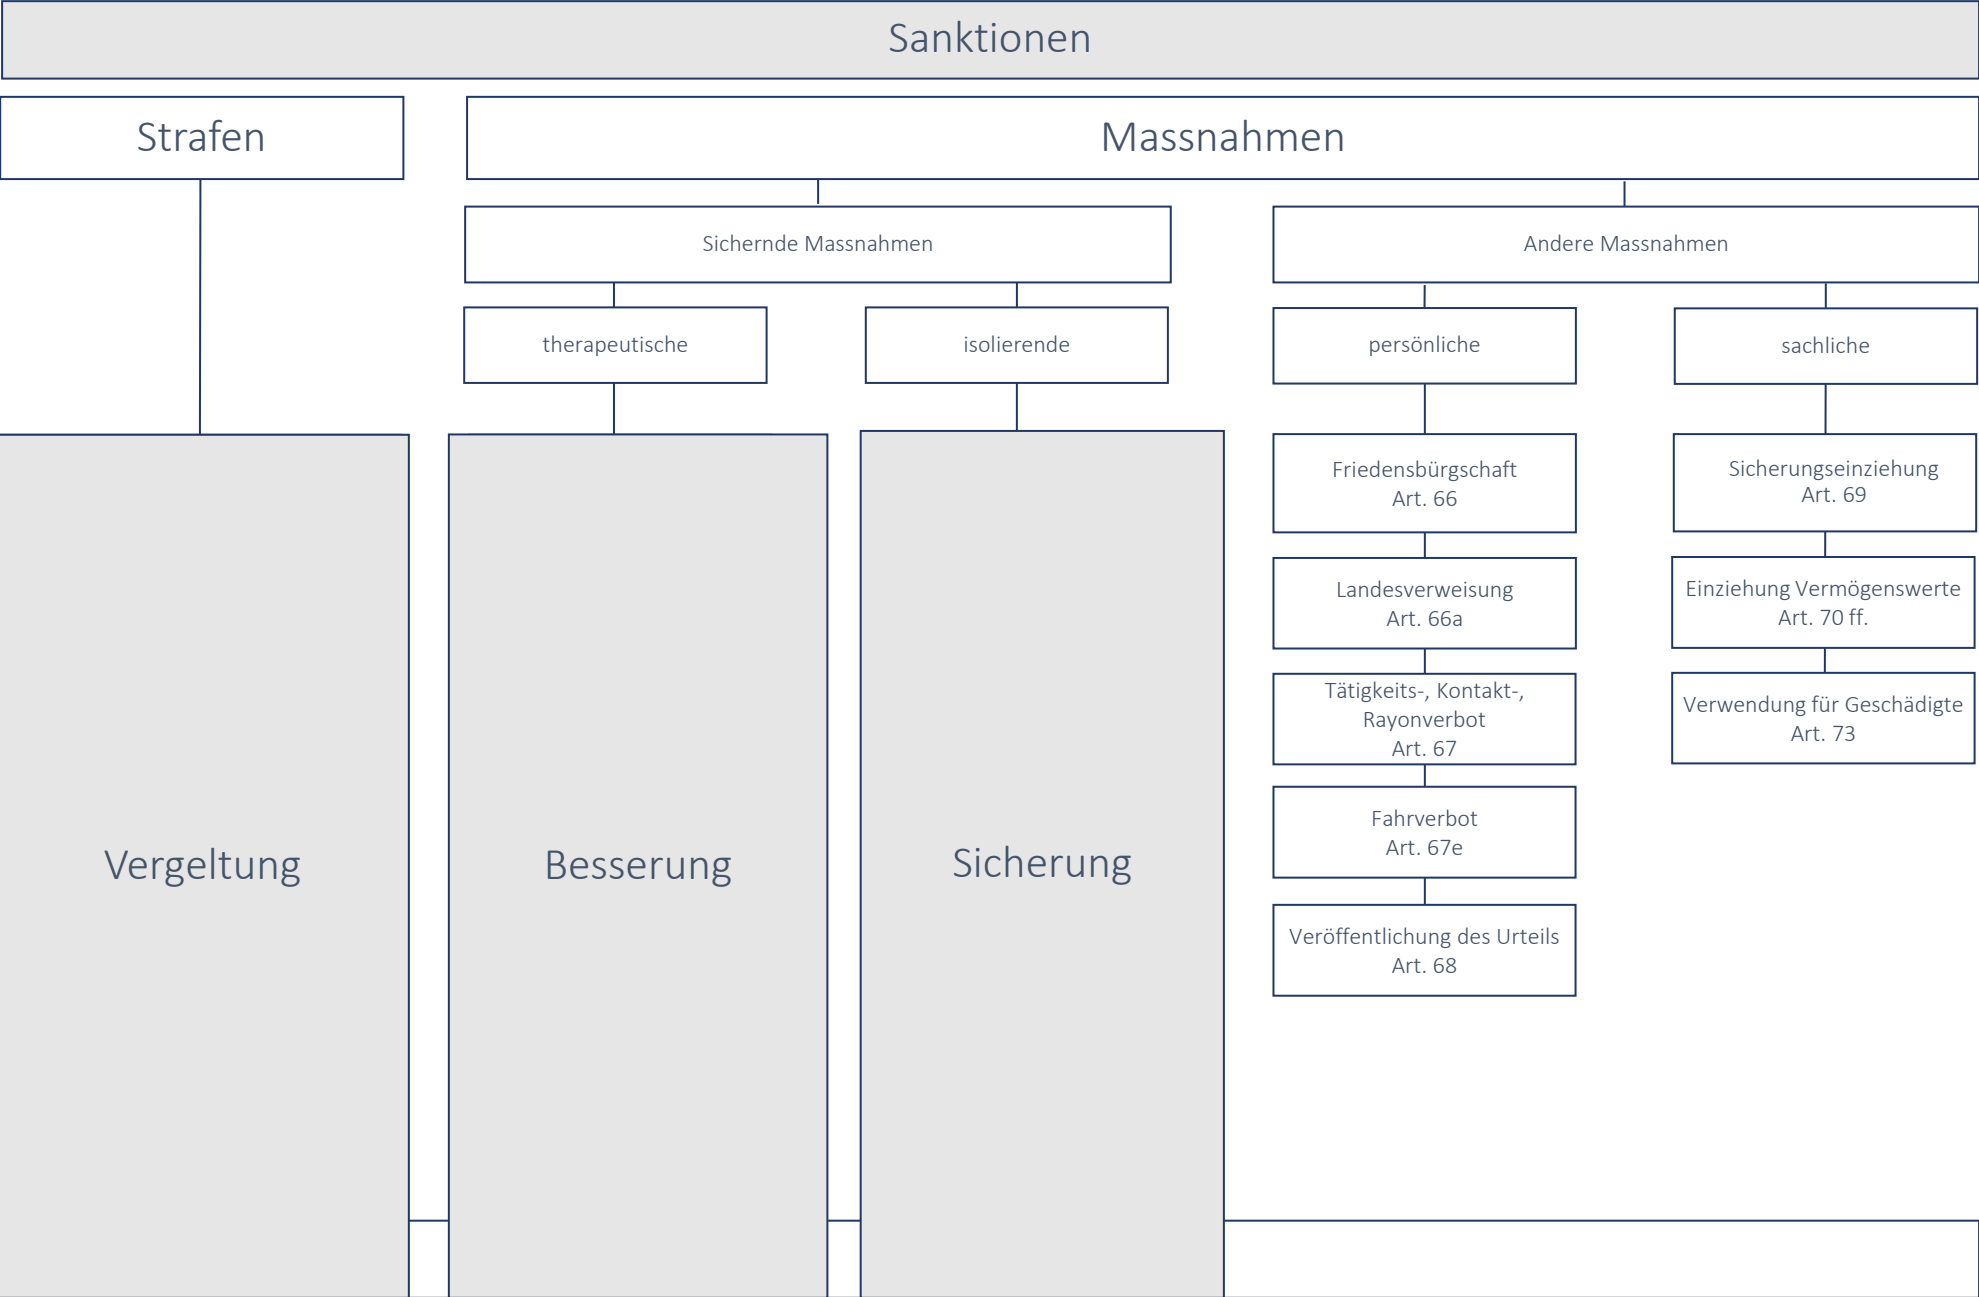 Sanktionen
Strafen
Massnahmen
Sichernde Massnahmen
Andere Massnahmen
therapeutische
isolierende
persönliche
sachliche
Vergeltung
Besserung
Sicherung
Friedensbürgschaft
Art. 66
Landesverweisung
Art. 66a
Tätigkeits-, Kontakt-,
Rayonverbot
Art. 67
Fahrverbot
Art. 67e
Veröffentlichung des Urteils
Art. 68
Sicherungseinziehung
Art. 69
Einziehung Vermögenswerte
Art. 70 ff.
Verwendung für Geschädigte
Art. 73